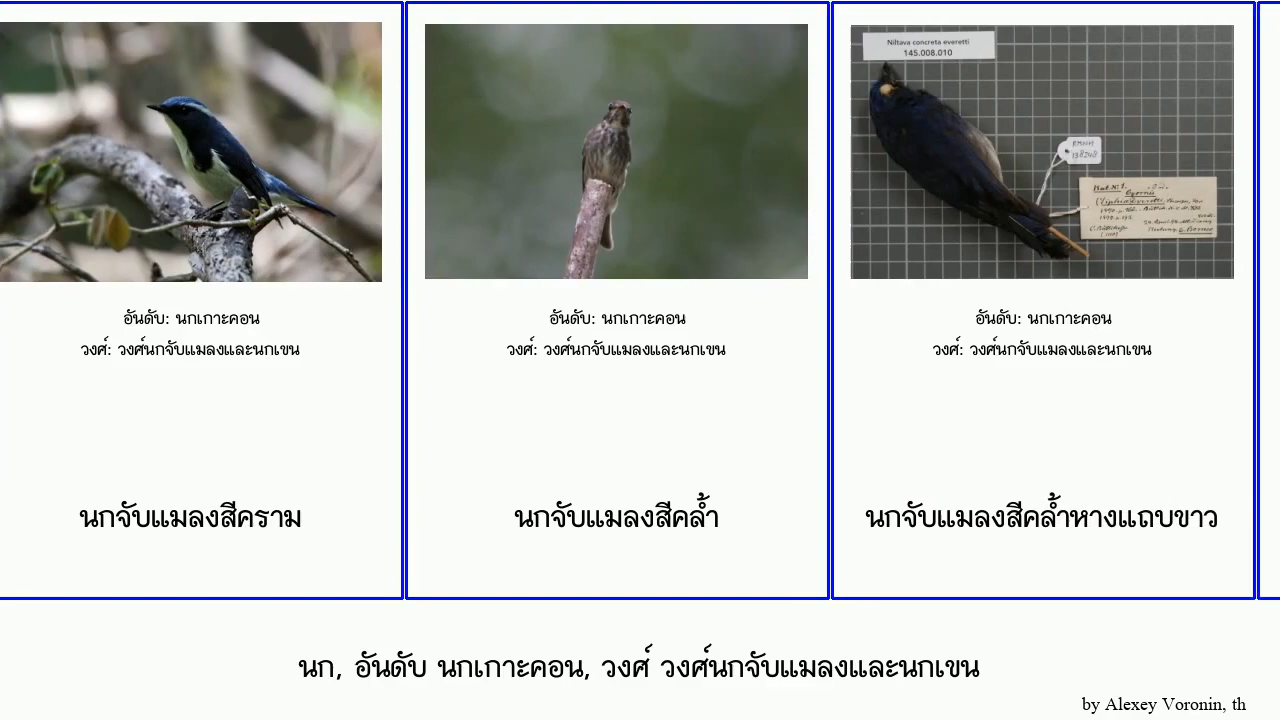 อันดับ: นกเกาะคอน
วงศ์: วงศ์นกจับแมลงและนกเขน
นกจับแมลงสีคราม
อันดับ: นกเกาะคอน
วงศ์: วงศ์นกจับแมลงและนกเขน
นกจับแมลงสีคล้ำ
Niltava concreta everetti
145.008.010
RMNH
138248
อันดับ: นกเกาะคอน
วงศ์: วงศ์นกจับแมลงและนกเขน
นกจับแมลงสีคล้ำหางแถบขาว
นก, อันดับ นกเกาะคอน, วงศ์ วงศ์นกจับแมลงและนกเขน
by Alexey Voronin, th